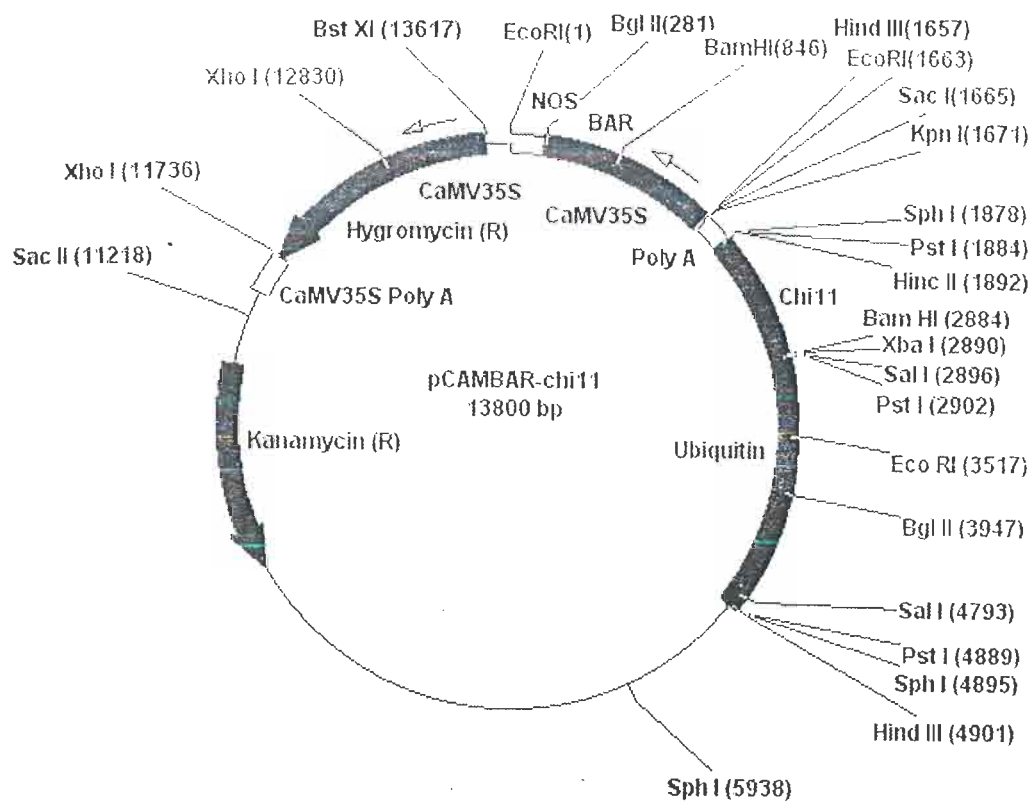 Bst XI (13617)
EcoRI(1)
Bgl II(281)
BamHI(846)
Hind III(1657)
EcoRI(1663)
Sac I(1665)
Kpn I(1671)
Xho I (12830)
NOS
BAR
Xho I (11736)
CaMV35S
CaMV35S
Hygromycin (R)
Poly A
Sph I (1878)
Pst I (1884)
Hinc II (1892)
Sac II (11218)
CaMV35S Poly A
Chi11
Bam HI (2884)
Xba I (2890)
Sal I (2896)
Pst I (2902)
pCAMBAR-chi11
13800 bp
Kanamycin (R)
Ubiquitin
Eco RI (3517)
Bgl II (3947)
Sal I (4793)
Pst I (4889)
Sph I (4895)
Hind III (4901)
Sph I (5938)